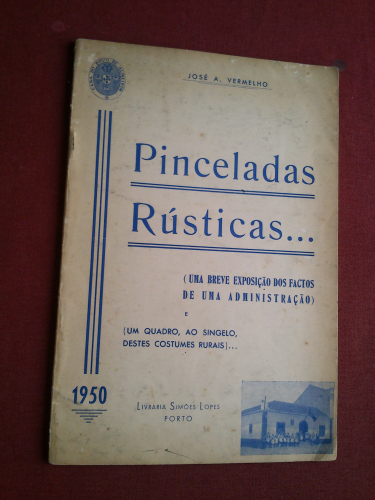 JOSÉ A. VERMELHO
Pinceladas
Rústicas...
(UMA BREVE EXPOSIÇÃO DOS FACTOS
DE UMA ADMINISTRAÇÃO)
E
(UM QUADRO, AO SINGELO,
DESTES COSTUMES RURAIS)...
1950
LIVRARIA SIMÕES LOPES
PORTO